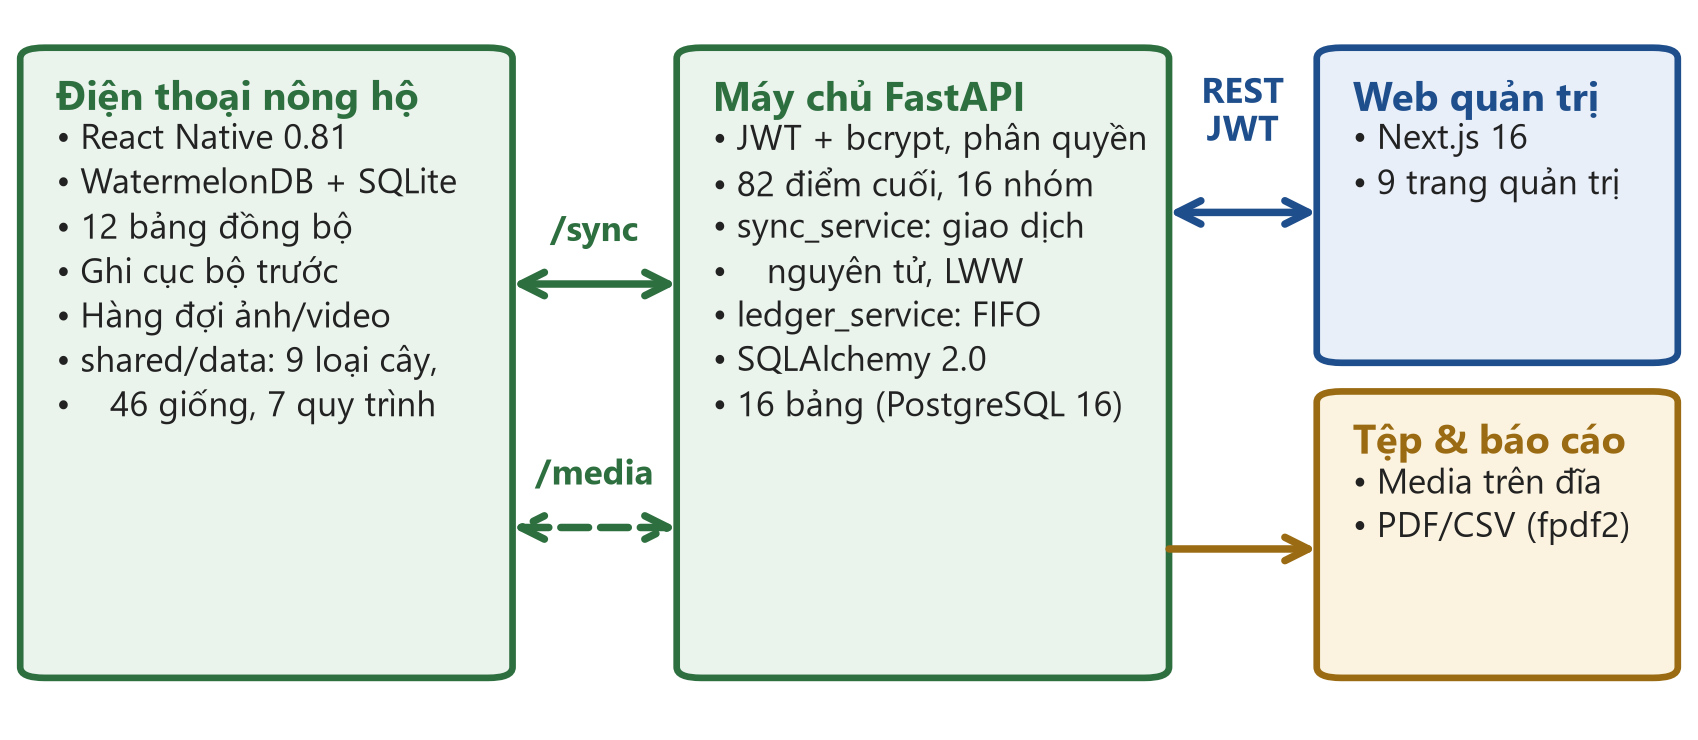 Điện thoại nông hộ
• React Native 0.81
• WatermelonDB + SQLite
• 12 bảng đồng bộ
• Ghi cục bộ trước
• Hàng đợi ảnh/video
• shared/data: 9 loại cây,
• 46 giống, 7 quy trình
/sync
/media
Máy chủ FastAPI
• JWT + bcrypt, phân quyền
• 82 điểm cuối, 16 nhóm
• sync_service: giao dịch
• nguyên tử, LWW
• ledger_service: FIFO
• SQLAlchemy 2.0
• 16 bảng (PostgreSQL 16)
REST
JWT
Web quản trị
• Next.js 16
• 9 trang quản trị
Tệp & báo cáo
• Media trên đĩa
• PDF/CSV (fpdf2)